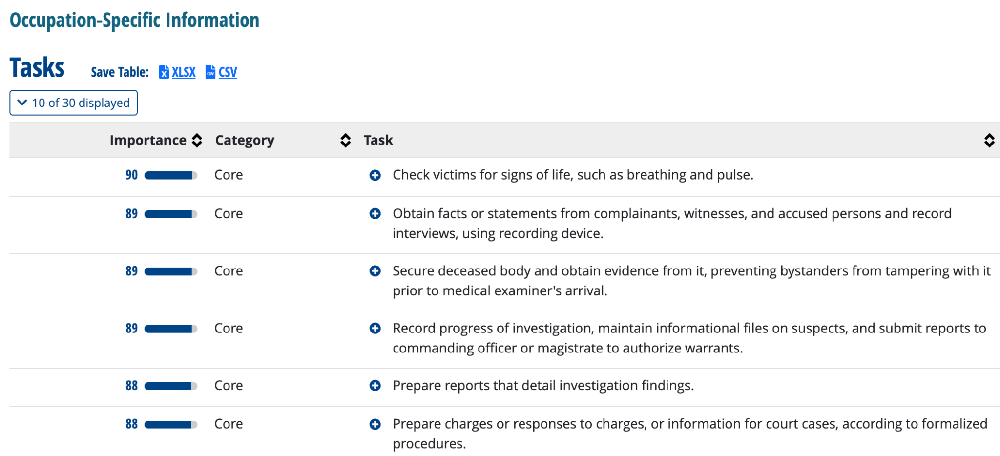 Occupation-Specific Information
Tasks Save Table: XLSX CSV
10 of 30 displayed
Importance Category Task
90 Core Check victims for signs of life, such as breathing and pulse.
89 Core Obtain facts or statements from complainants, witnesses, and accused persons and record
interviews, using recording device.
89 Core Secure deceased body and obtain evidence from it, preventing bystanders from tampering with it
prior to medical examiner's arrival.
89 Core Record progress of investigation, maintain informational files on suspects, and submit reports to
commanding officer or magistrate to authorize warrants.
88 Core Prepare reports that detail investigation findings.
88 Core Prepare charges or responses to charges, or information for court cases, according to formalized
procedures.